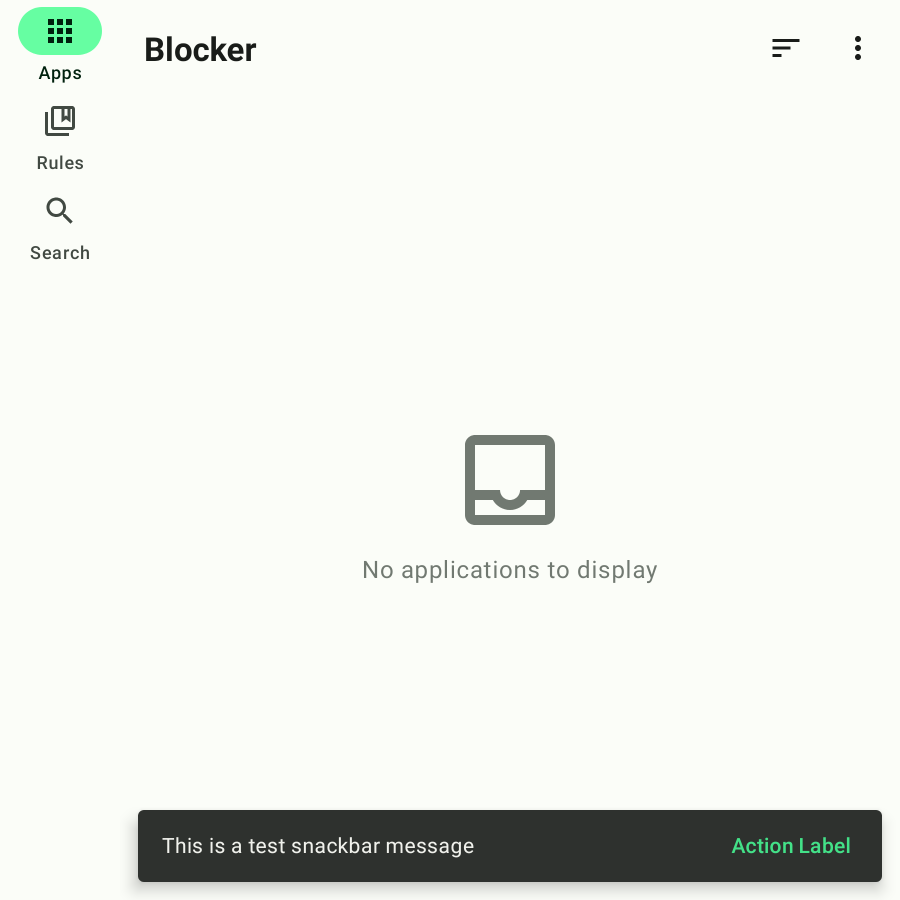 Blocker
Apps
Rules
Search
No applications to display
This is a test snackbar message
Action Label